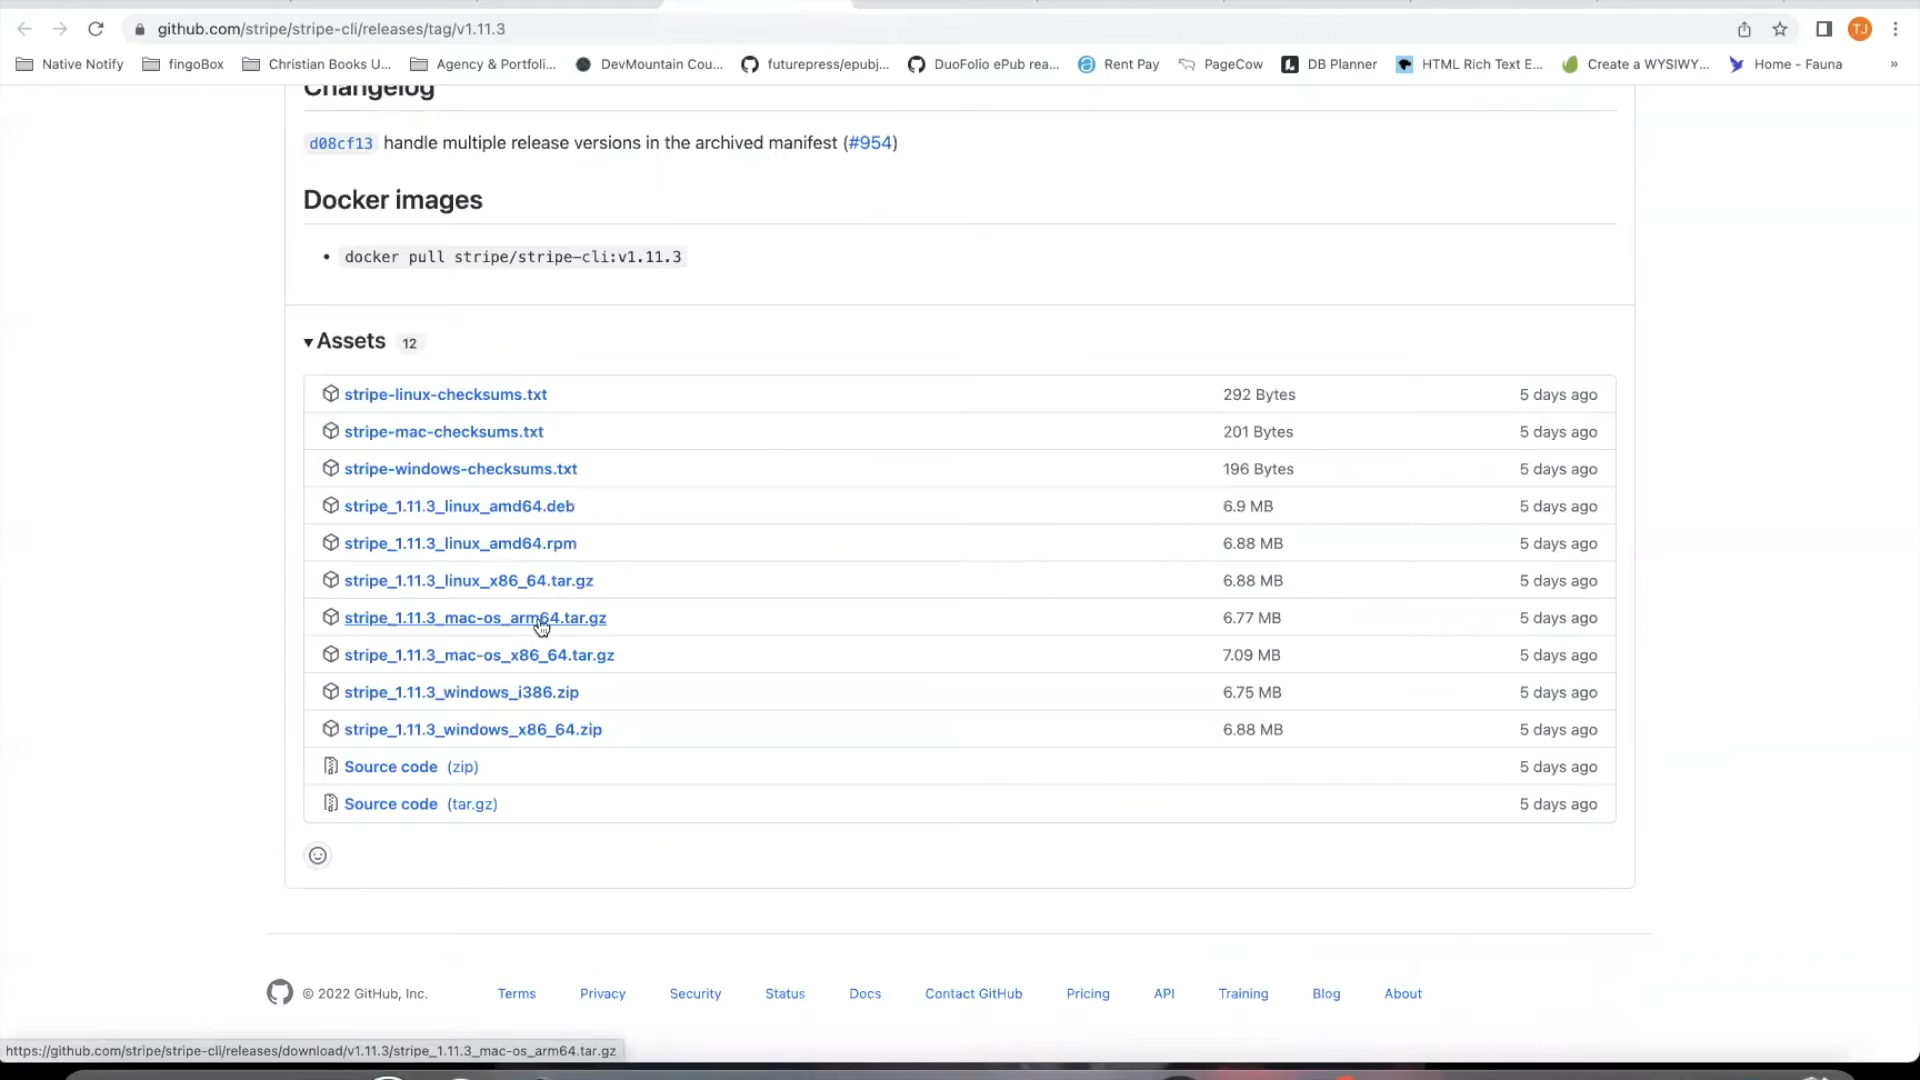 github.com/stripe/stripe-cli/releases/tag/v1.11.3
TJ
Native Notify
fingoBox
Christian Books U...
Agency & Portfoli...
DevMountain Cou...
futurepress/epubj...
DuoFolio ePub rea...
Rent Pay
PageCow
DB Planner
HTML Rich Text E...
Create a WYSIWY...
Home - Fauna
»
Changelog
d08cf13 handle multiple release versions in the archived manifest (#954)
Docker images
• docker pull stripe/stripe-cli:v1.11.3
▾ Assets 12
stripe-linux-checksums.txt 292 Bytes 5 days ago
stripe-mac-checksums.txt 201 Bytes 5 days ago
stripe-windows-checksums.txt 196 Bytes 5 days ago
stripe_1.11.3_linux_amd64.deb 6.9 MB 5 days ago
stripe_1.11.3_linux_amd64.rpm 6.88 MB 5 days ago
stripe_1.11.3_linux_x86_64.tar.gz 6.88 MB 5 days ago
stripe_1.11.3_mac-os_arm64.tar.gz 6.77 MB 5 days ago
stripe_1.11.3_mac-os_x86_64.tar.gz 7.09 MB 5 days ago
stripe_1.11.3_windows_i386.zip 6.75 MB 5 days ago
stripe_1.11.3_windows_x86_64.zip 6.88 MB 5 days ago
Source code (zip) 5 days ago
Source code (tar.gz) 5 days ago
© 2022 GitHub, Inc. Terms Privacy Security Status Docs Contact GitHub Pricing API Training Blog About
https://github.com/stripe/stripe-cli/releases/download/v1.11.3/stripe_1.11.3_mac-os_arm64.tar.gz